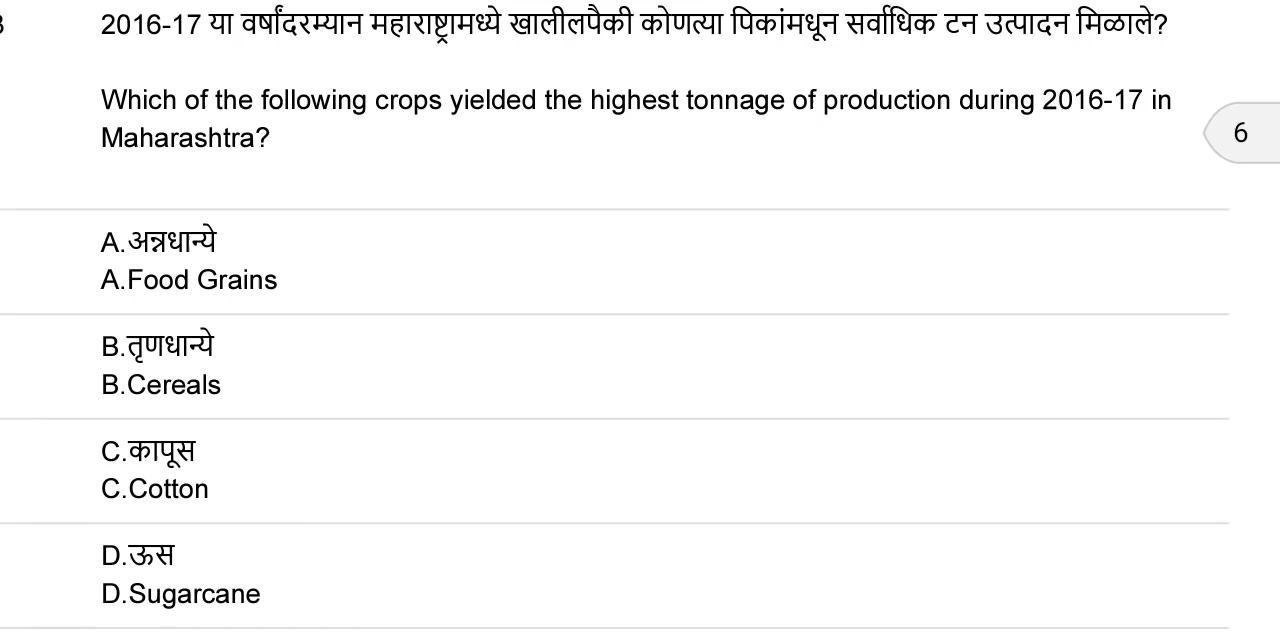 2016-17 या वर्षांदरम्यान महाराष्ट्रामध्ये खालीलपैकी कोणत्या पिकांमधून सर्वाधिक टन उत्पादन मिळाले?
Which of the following crops yielded the highest tonnage of production during 2016-17 in
Maharashtra?
6
A.अन्नधान्ये
A.Food Grains
B.तृणधान्ये
B.Cereals
C.कापूस
C.Cotton
D.ऊस
D.Sugarcane